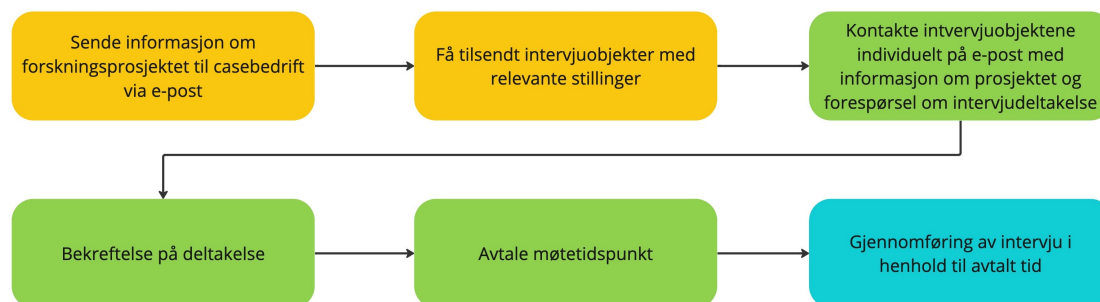 Sende informasjon om
forskningsprosjektet til casebedrift
via e-post
Få tilsendt intervjuobjekter med
relevante stillinger
Kontakte intvervjuobjektene
individuelt på e-post med
informasjon om prosjektet og
forespørsel om intervjudeltakelse
Bekreftelse på deltakelse
Avtale møtetidspunkt
Gjennomføring av intervju i
henhold til avtalt tid